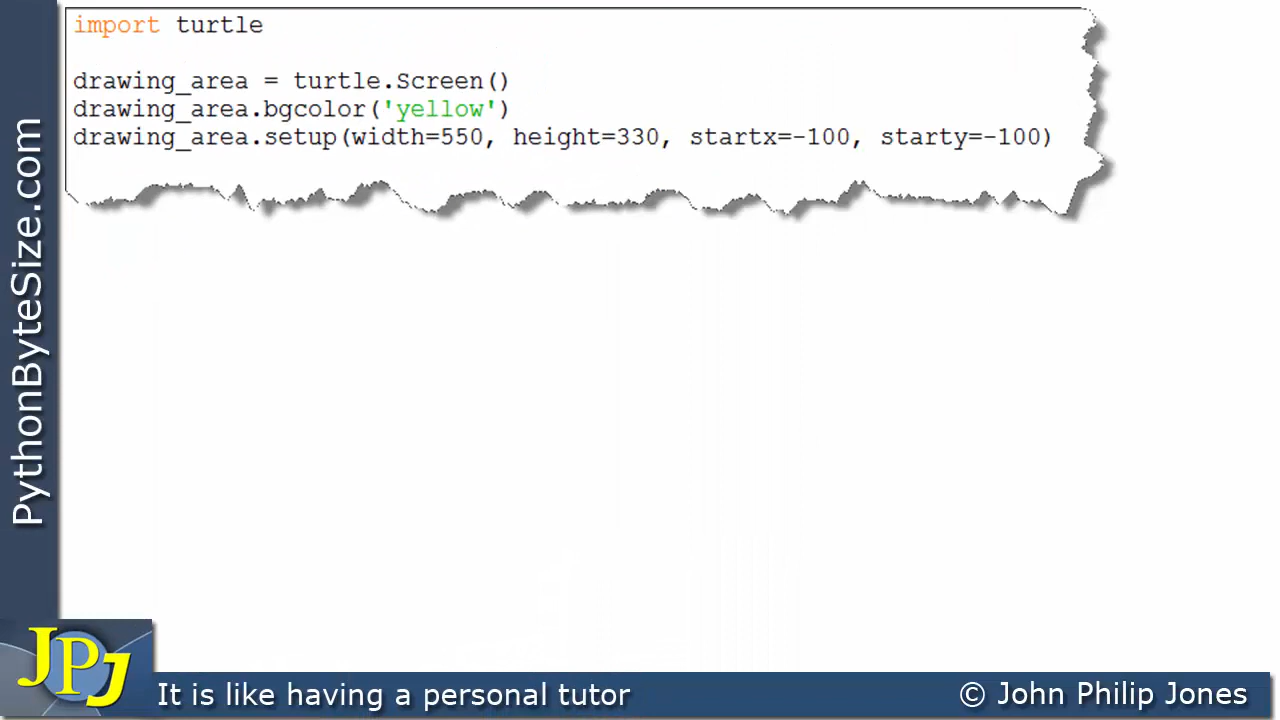 import turtle
drawing_area = turtle.Screen()
drawing_area.bgcolor('yellow')
drawing_area.setup(width=550, height=330, startx=-100, starty=-100)
PythonByteSize.com
JPJ
It is like having a personal tutor
© John Philip Jones